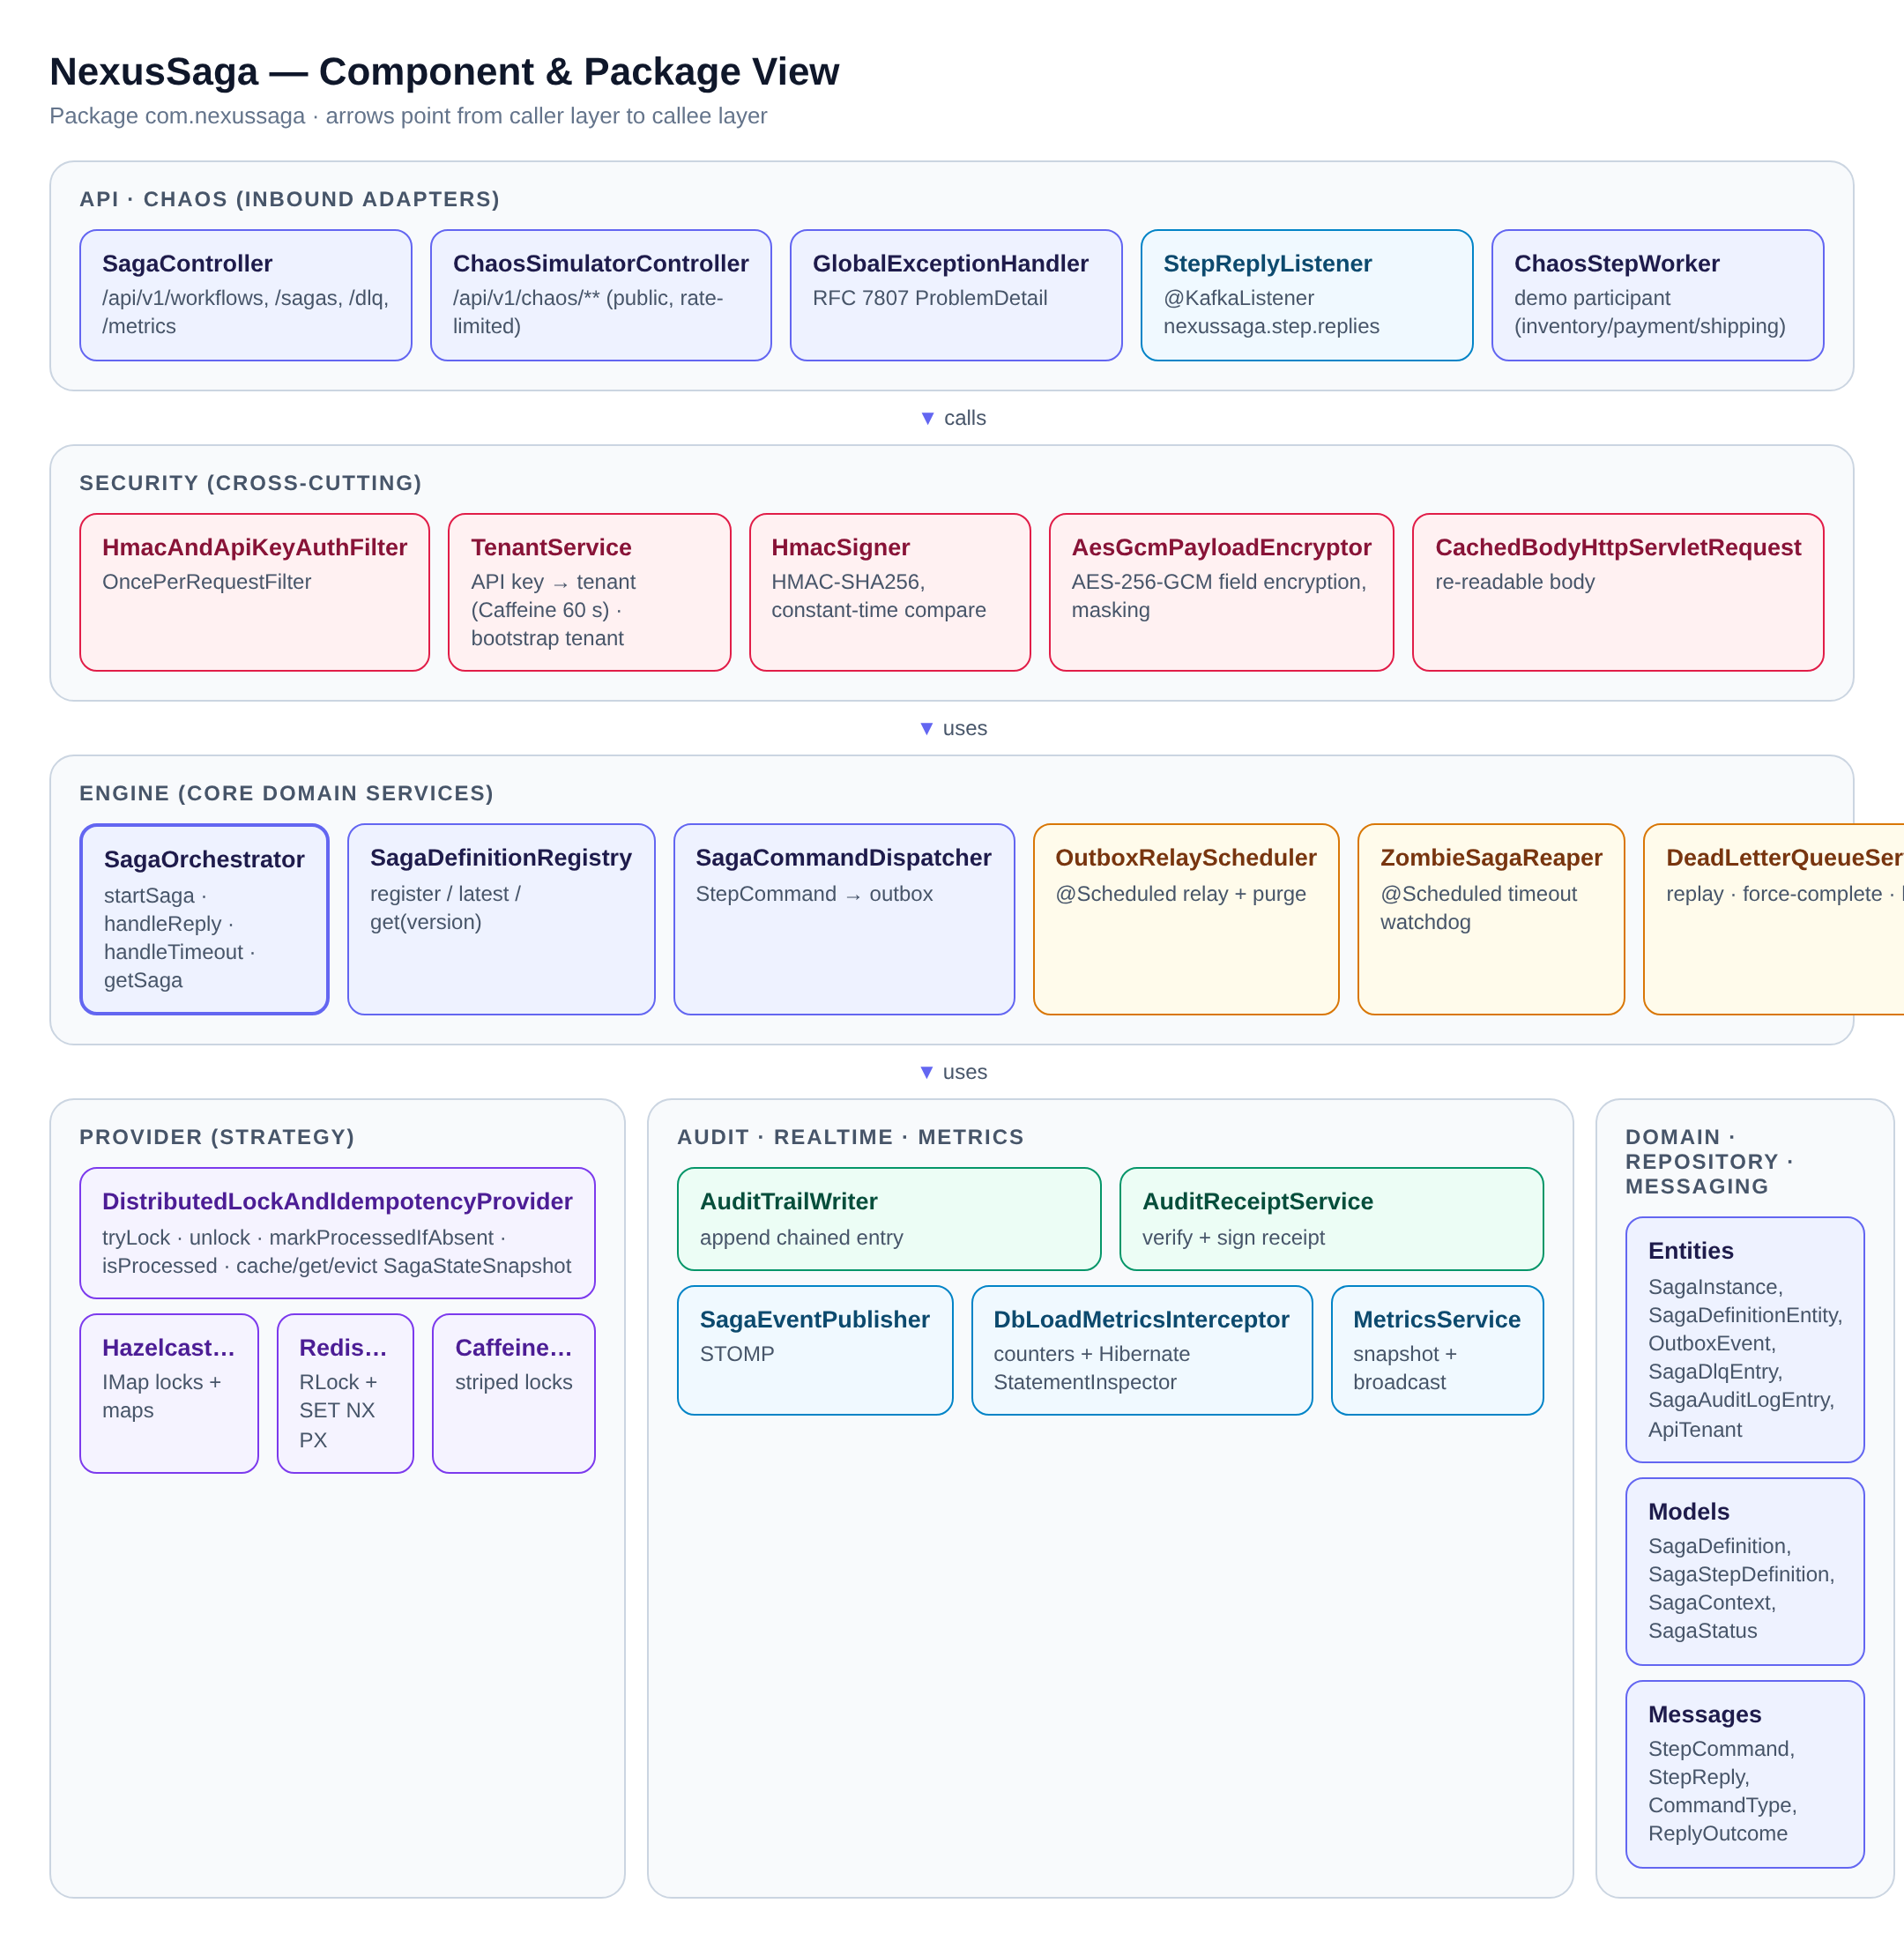 NexusSaga — Component & Package View
Package com.nexussaga · arrows point from caller layer to callee layer
API · CHAOS (INBOUND ADAPTERS)
SagaController
/api/v1/workflows, /sagas, /dlq,
/metrics
ChaosSimulatorController
/api/v1/chaos/** (public, rate-
limited)
GlobalExceptionHandler
RFC 7807 ProblemDetail
StepReplyListener
@KafkaListener
nexussaga.step.replies
ChaosStepWorker
demo participant
(inventory/payment/shipping)
▼ calls
SECURITY (CROSS-CUTTING)
HmacAndApiKeyAuthFilter
OncePerRequestFilter
TenantService
API key → tenant
(Caffeine 60 s) ·
bootstrap tenant
HmacSigner
HMAC-SHA256,
constant-time compare
AesGcmPayloadEncryptor
AES-256-GCM field encryption,
masking
CachedBodyHttpServletRequest
re-readable body
▼ uses
ENGINE (CORE DOMAIN SERVICES)
SagaOrchestrator
startSaga ·
handleReply ·
handleTimeout ·
getSaga
SagaDefinitionRegistry
register / latest /
get(version)
SagaCommandDispatcher
StepCommand → outbox
OutboxRelayScheduler
@Scheduled relay + purge
ZombieSagaReaper
@Scheduled timeout
watchdog
DeadLetterQueueSer
replay · force-complete ·
▼ uses
PROVIDER (STRATEGY)
DistributedLockAndIdempotencyProvider
tryLock · unlock · markProcessedIfAbsent ·
isProcessed · cache/get/evict SagaStateSnapshot
Hazelcast…
IMap locks +
maps
Redis…
RLock +
SET NX
PX
Caffeine…
striped locks
AUDIT · REALTIME · METRICS
AuditTrailWriter
append chained entry
AuditReceiptService
verify + sign receipt
SagaEventPublisher
STOMP
DbLoadMetricsInterceptor
counters + Hibernate
StatementInspector
MetricsService
snapshot +
broadcast
DOMAIN ·
REPOSITORY ·
MESSAGING
Entities
SagaInstance,
SagaDefinitionEntity,
OutboxEvent,
SagaDlqEntry,
SagaAuditLogEntry,
ApiTenant
Models
SagaDefinition,
SagaStepDefinition,
SagaContext,
SagaStatus
Messages
StepCommand,
StepReply,
CommandType,
ReplyOutcome